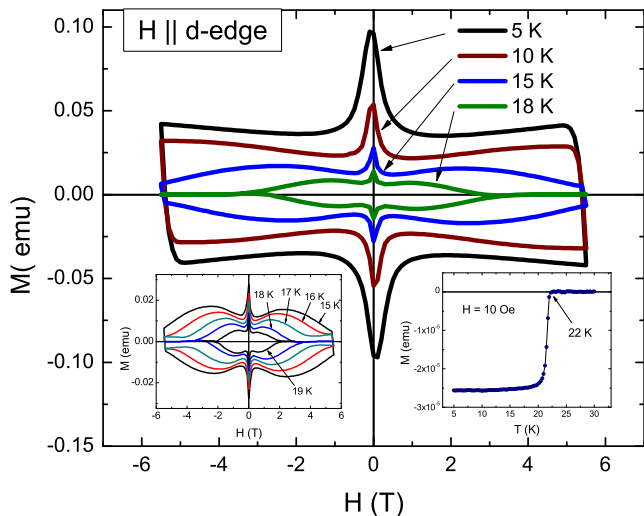 H || d-edge
5 K
10 K
15 K
18 K
0.10
0.05
0.00
-0.05
-0.10
-0.15
M( emu)
-6
-4
-2
0
2
4
6
H (T)
0.02
0.00
-0.02
M (emu)
18 K
17 K
16 K
15 K
19 K
-6
-4
-2
0
2
4
6
H (T)
0
-1x10⁻⁵
-2x10⁻⁵
-3x10⁻⁵
M (emu)
H = 10 Oe
22 K
5
10
15
20
25
30
T (K)